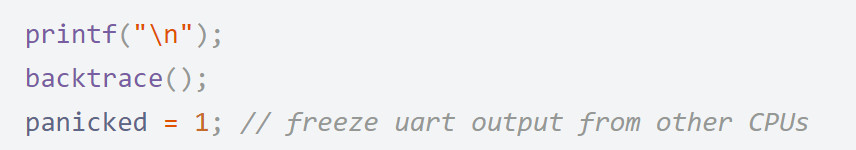 printf("\n");
backtrace();
panicked = 1; // freeze uart output from other CPUs